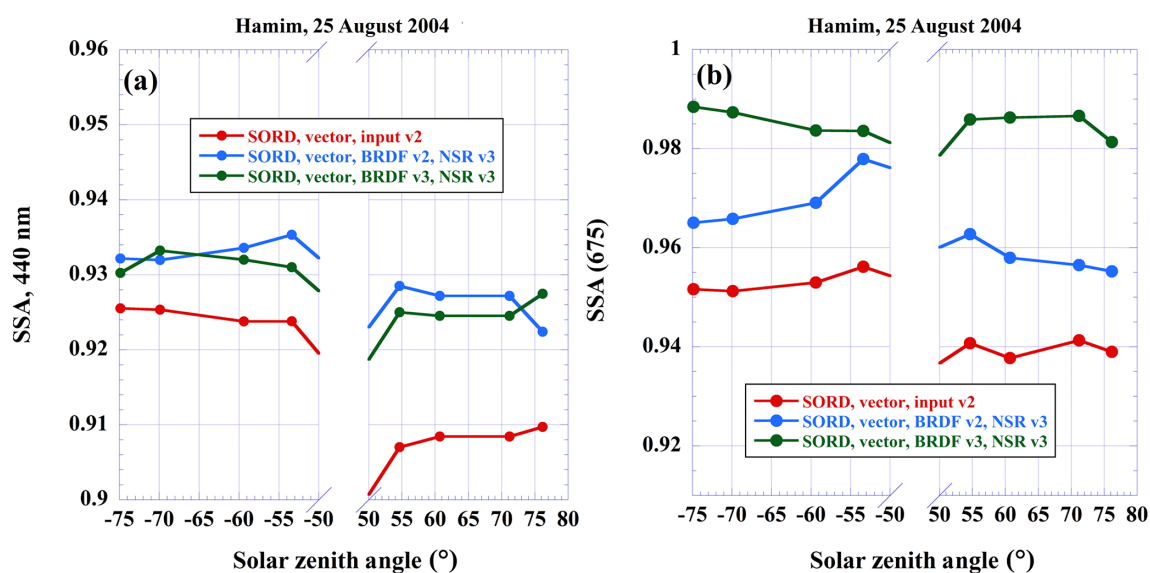 Hamim, 25 August 2004
(a)
SSA, 440 nm
0.96
0.95
0.94
0.93
0.92
0.91
0.9
SORD, vector, input v2
SORD, vector, BRDF v2, NSR v3
SORD, vector, BRDF v3, NSR v3
-75 -70 -65 -60 -55 -50 50 55 60 65 70 75 80
Solar zenith angle (°)
Hamim, 25 August 2004
(b)
SSA (675)
1
0.98
0.96
0.94
0.92
SORD, vector, input v2
SORD, vector, BRDF v2, NSR v3
SORD, vector, BRDF v3, NSR v3
-75 -70 -65 -60 -55 -50 50 55 60 65 70 75 80
Solar zenith angle (°)